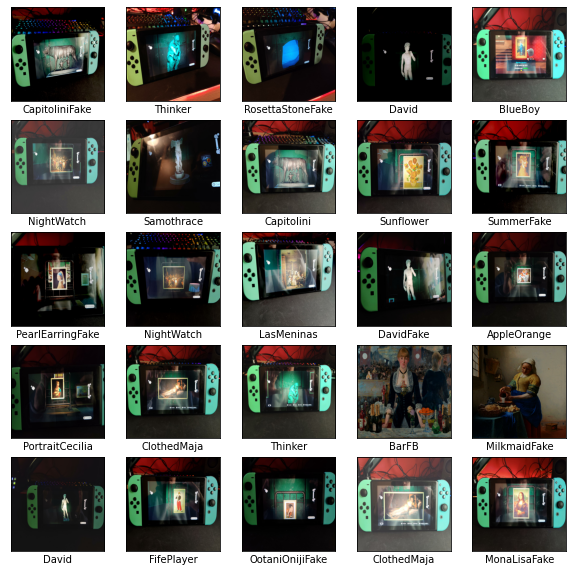 CapitoliniFake
Thinker
RosettaStoneFake
David
BlueBoy
NightWatch
Samothrace
Capitolini
Sunflower
SummerFake
PearlEarringFake
NightWatch
LasMeninas
DavidFake
AppleOrange
PortraitCecilia
ClothedMaja
Thinker
BarFB
MilkmaidFake
David
FifePlayer
OotaniOnijiFake
ClothedMaja
MonaLisaFake